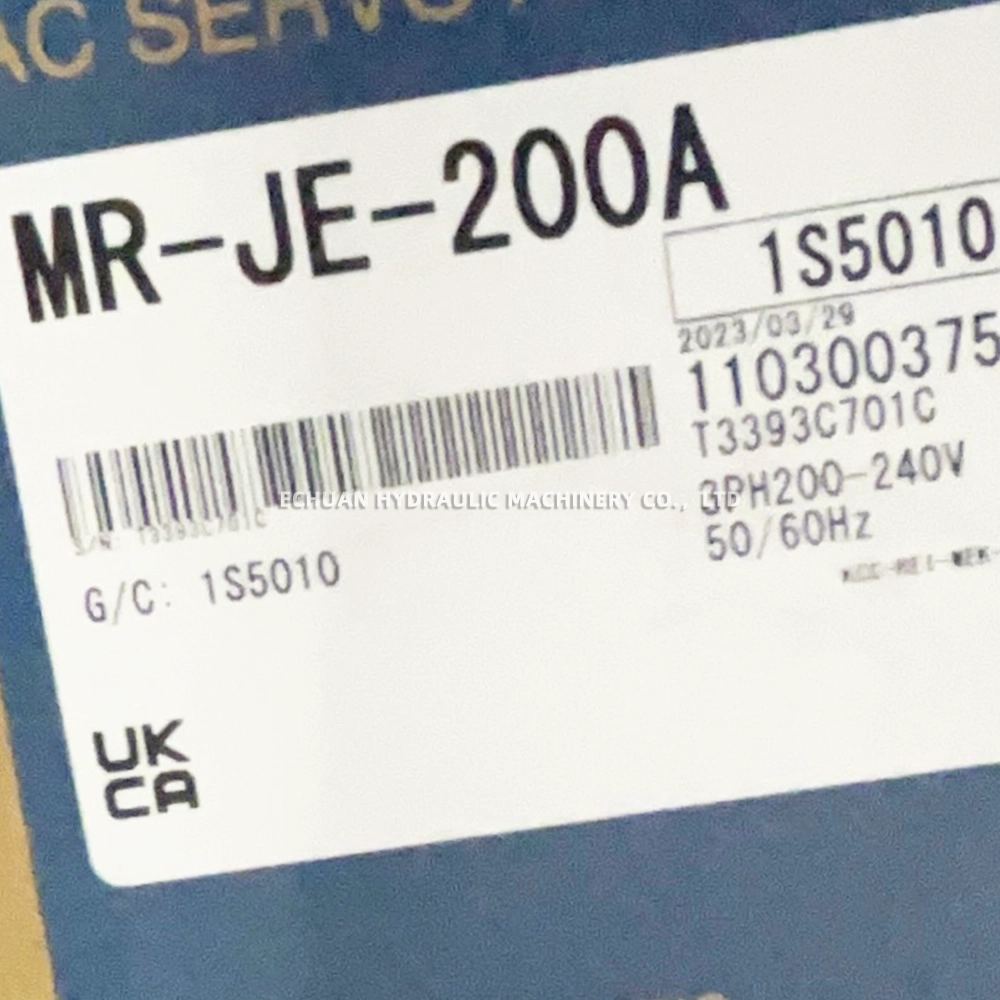 AC SERVO
MR-JE-200A
1S5010
2023/03/29
110300375
T3393C701C
3PH200-240V
50/60Hz
S/N: T3393C701C
G/C: 1S5010
ECHUAN HYDRAULIC MACHINERY CO., LTD
UK
CA